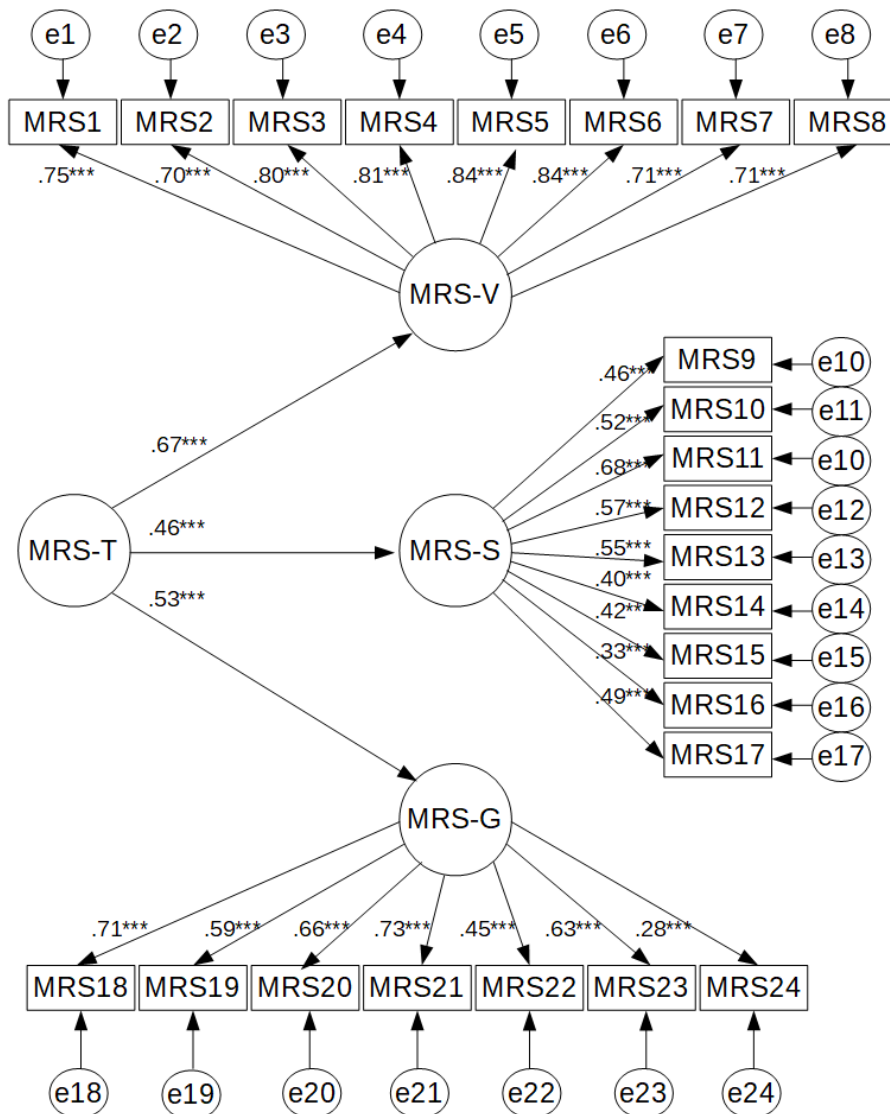 e1 e2 e3 e4 e5 e6 e7 e8
MRS1 MRS2 MRS3 MRS4 MRS5 MRS6 MRS7 MRS8
.75*** .70*** .80*** .81*** .84*** .84*** .71*** .71***
MRS-V
MRS9 e10
.46***
MRS10 e11
.52***
.67***
MRS11 e10
.68***
MRS12 e12
.57***
.46***
MRS-T MRS-S
MRS13 e13
.55***
.40***
.53***
MRS14 e14
.42***
MRS15 e15
.33***
MRS16 e16
.49***
MRS17 e17
MRS-G
.71*** .59*** .66*** .73*** .45*** .63*** .28***
MRS18 MRS19 MRS20 MRS21 MRS22 MRS23 MRS24
e18 e19 e20 e21 e22 e23 e24